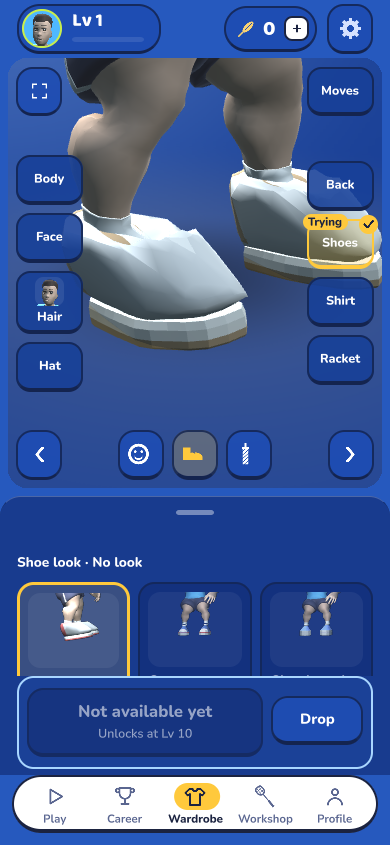 Lv 1
0
+
Moves
Body
Back
Face
Trying
Shoes
Hair
Shirt
Hat
Racket
Shoe look · No look
Not available yet
Unlocks at Lv 10
Drop
Play
Career
Wardrobe
Workshop
Profile